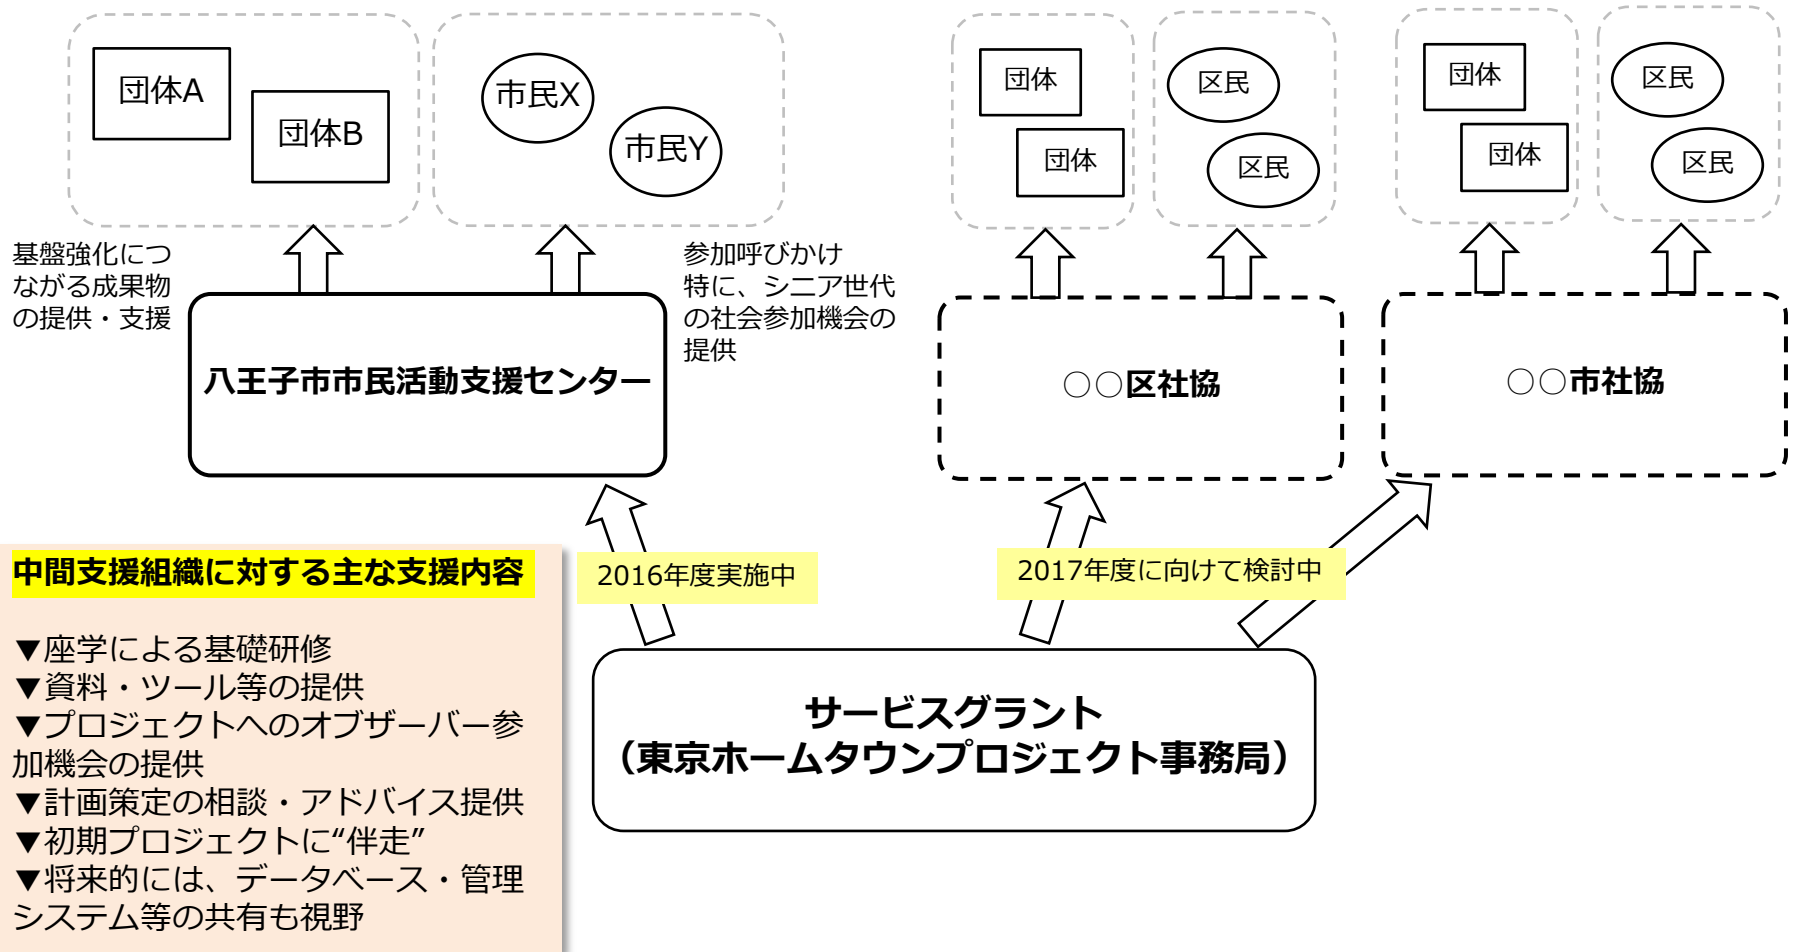 団体A
団体B
市民X
市民Y
団体
団体
区民
区民
団体
団体
区民
区民
基盤強化につ
ながる成果物
の提供・支援
参加呼びかけ
特に、シニア世代
の社会参加機会の
提供
八王子市市民活動支援センター
○○区社協
○○市社協
2016年度実施中
2017年度に向けて検討中
中間支援組織に対する主な支援内容
▼座学による基礎研修
▼資料・ツール等の提供
▼プロジェクトへのオブザーバー参
加機会の提供
▼計画策定の相談・アドバイス提供
▼初期プロジェクトに“伴走”
▼将来的には、データベース・管理
システム等の共有も視野
サービスグラント
（東京ホームタウンプロジェクト事務局）